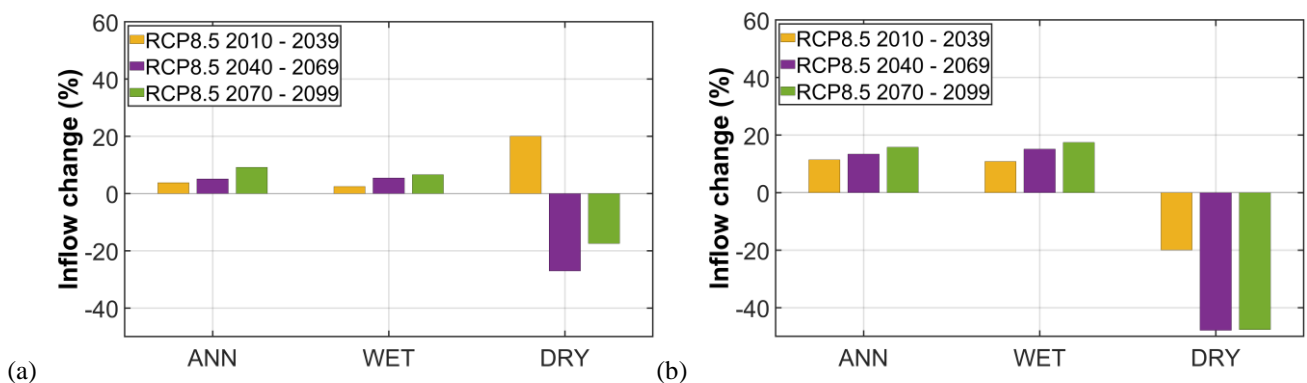 60
RCP8.5 2010 - 2039
RCP8.5 2040 - 2069
RCP8.5 2070 - 2099
40
20
0
-20
-40
Inflow change (%)
ANN WET DRY
(a)
60
RCP8.5 2010 - 2039
RCP8.5 2040 - 2069
RCP8.5 2070 - 2099
40
20
0
-20
-40
Inflow change (%)
ANN WET DRY
(b)